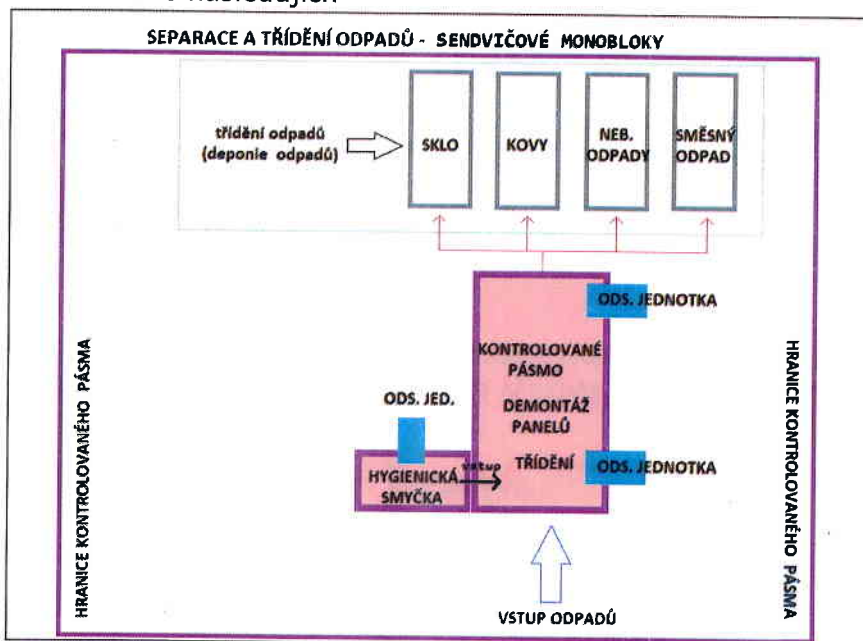 následujících
SEPARACE A TŘÍDĚNÍ ODPADŮ - SENDVIČOVÉ MONOBLOKY
třídění odpadů
(deponie odpadů)
SKLO
KOVY
NEB.
ODPADY
SMĚSNÝ
ODPAD
ODS. JEDNOTKA
KONTROLOVANÉ
PÁSMO
DEMONTÁŽ
PANELŮ
TŘÍDĚNÍ
ODS. JED.
vstup
HYGIENICKÁ
SMYČKA
ODS. JEDNOTKA
HRANICE KONTROLOVANÉHO PÁSMA
HRANICE KONTROLOVANÉHO PÁSMA
VSTUP ODPADŮ